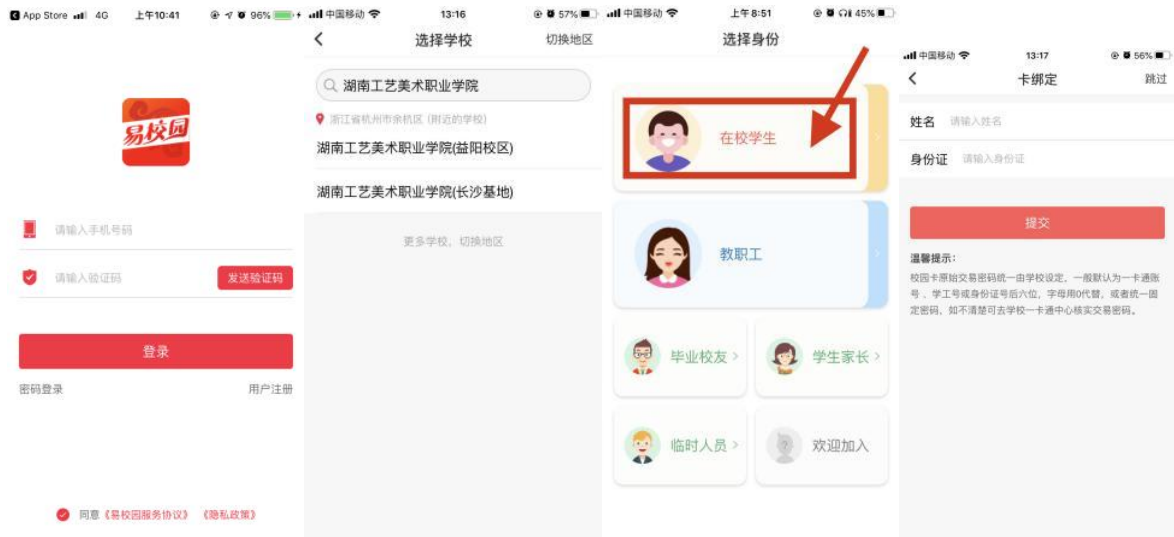 App Store 4G 上午10:41 96%
易校园
请输入手机号码
请输入验证码 发送验证码
登录
密码登录 用户注册
同意《易校园服务协议》 《隐私政策》
中国移动 13:16 57%
选择学校 切换地区
湖南工艺美术职业学院
浙江省杭州市余杭区 (附近的学校)
湖南工艺美术职业学院(益阳校区)
湖南工艺美术职业学院(长沙基地)
更多学校，切换地区
中国移动 上午8:51 45%
选择身份
在校学生
教职工
毕业校友 学生家长
临时人员 欢迎加入
中国移动 13:17 56%
卡绑定 跳过
姓名 请输入姓名
身份证 请输入身份证
提交
温馨提示：
校园卡原始交易密码统一由学校设定，一般默认为一卡通账
号 、学工号或身份证号后六位，字母用0代替，或者统一固
定密码，如不清楚可去学校一卡通中心核实交易密码。